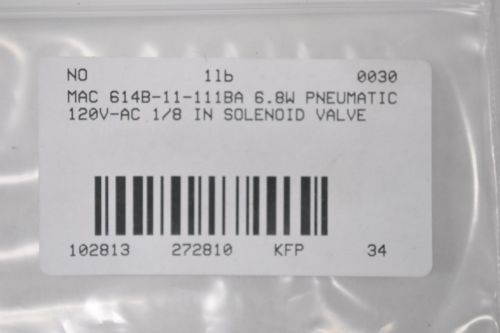 NO 1lb 0030
MAC 614B-11-111BA 6.8W PNEUMATIC
120V-AC 1/8 IN SOLENOID VALVE
102813 272810 KFP 34